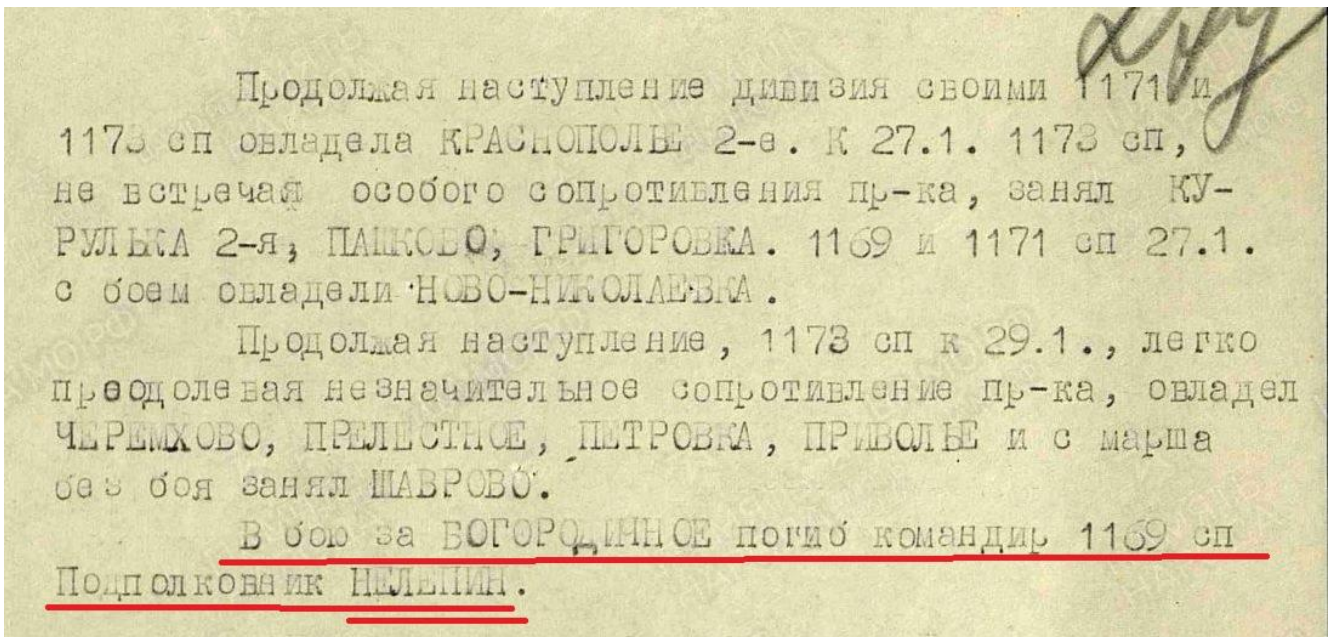 Продолжая наступление дивизия своими 1171 и
1173 сп овладела КРАСНОПОЛЬЕ 2-е. К 27.1. 1173 сп,
не встречая особого сопротивления пр-ка, занял КУ-
РУЛЬКА 2-я, ПАШКОВО, ГРИГОРОВКА. 1169 и 1171 сп 27.1.
с боем овладели НОВО-НИКОЛАЕВКА.
Продолжая наступление, 1173 сп к 29.1., легко
преодолевая незначительное сопротивление пр-ка, овладел
ЧЕРЕМХОВО, ПРЕЛЕСТНОЕ, ПЕТРОВКА, ПРИВОЛЬЕ и с марша
без боя занял ШАВРОВО.
В бою за БОГОРОДИЧНОЕ погиб командир 1169 сп
Подполковник НЕЛЕПИН.